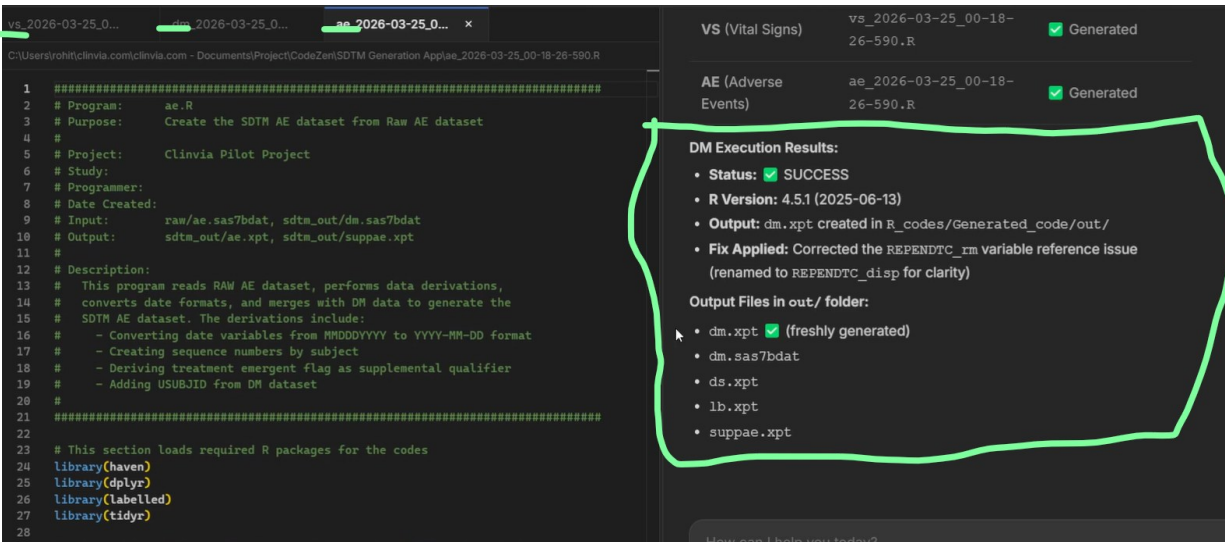 vs_2026-03-25_0...
dm_2026-03-25_0...
ae_2026-03-25_0... ×
C:\Users\rohit\clinvia.com\clinvia.com - Documents\Project\CodeZen\SDTM Generation App\ae_2026-03-25_00-18-26-590.R
1 ################################################################################
2 # Program: ae.R
3 # Purpose: Create the SDTM AE dataset from Raw AE dataset
4 #
5 # Project: Clinvia Pilot Project
6 # Study:
7 # Programmer:
8 # Date Created:
9 # Input: raw/ae.sas7bdat, sdtm_out/dm.sas7bdat
10 # Output: sdtm_out/ae.xpt, sdtm_out/suppae.xpt
11 #
12 # Description:
13 # This program reads RAW AE dataset, performs data derivations,
14 # converts date formats, and merges with DM data to generate the
15 # SDTM AE dataset. The derivations include:
16 # - Converting date variables from MMDDDYYYY to YYYY-MM-DD format
17 # - Creating sequence numbers by subject
18 # - Deriving treatment emergent flag as supplemental qualifier
19 # - Adding USUBJID from DM dataset
20 #
21 ################################################################################
22
23 # This section loads required R packages for the codes
24 library(haven)
25 library(dplyr)
26 library(labelled)
27 library(tidyr)
28
VS (Vital Signs) vs_2026-03-25_00-18-
26-590.R ✅ Generated
AE (Adverse ae_2026-03-25_00-18-
Events) 26-590.R ✅ Generated
DM Execution Results:
• Status: ✅ SUCCESS
• R Version: 4.5.1 (2025-06-13)
• Output: dm.xpt created in R_codes/Generated_code/out/
• Fix Applied: Corrected the REPENDTC_rm variable reference issue
(renamed to REPENDTC_disp for clarity)
Output Files in out/ folder:
• dm.xpt ✅ (freshly generated)
• dm.sas7bdat
• ds.xpt
• lb.xpt
• suppae.xpt
How can I help you today?